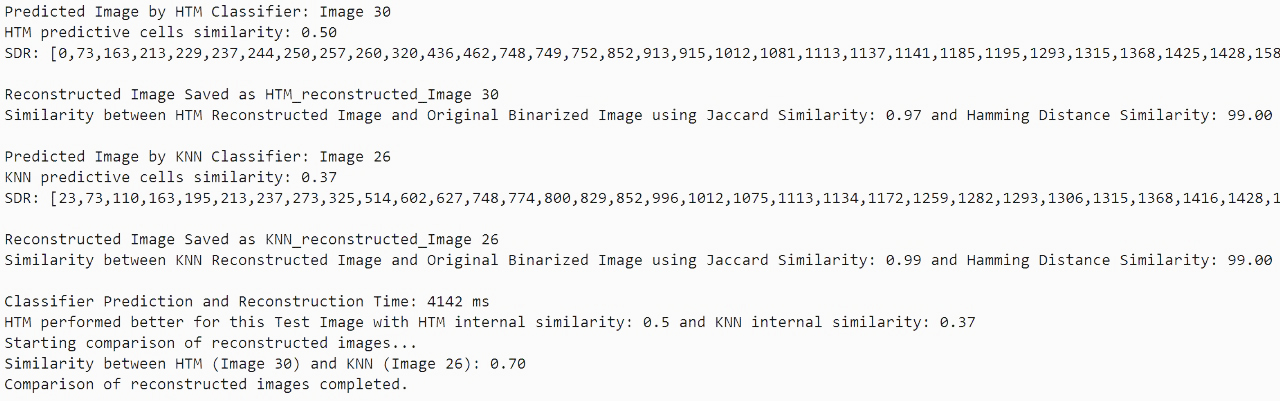 Predicted Image by HTM Classifier: Image 30
HTM predictive cells similarity: 0.50
SDR: [0,73,163,213,229,237,244,250,257,260,320,436,462,748,749,752,852,913,915,1012,1081,1113,1137,1141,1185,1195,1293,1315,1368,1425,1428,158
Reconstructed Image Saved as HTM_reconstructed_Image 30
Similarity between HTM Reconstructed Image and Original Binarized Image using Jaccard Similarity: 0.97 and Hamming Distance Similarity: 99.00
Predicted Image by KNN Classifier: Image 26
KNN predictive cells similarity: 0.37
SDR: [23,73,110,163,195,213,237,273,325,514,602,627,748,774,800,829,852,996,1012,1075,1113,1134,1172,1259,1282,1293,1306,1315,1368,1416,1428,1
Reconstructed Image Saved as KNN_reconstructed_Image 26
Similarity between KNN Reconstructed Image and Original Binarized Image using Jaccard Similarity: 0.99 and Hamming Distance Similarity: 99.00
Classifier Prediction and Reconstruction Time: 4142 ms
HTM performed better for this Test Image with HTM internal similarity: 0.5 and KNN internal similarity: 0.37
Starting comparison of reconstructed images...
Similarity between HTM (Image 30) and KNN (Image 26): 0.70
Comparison of reconstructed images completed.